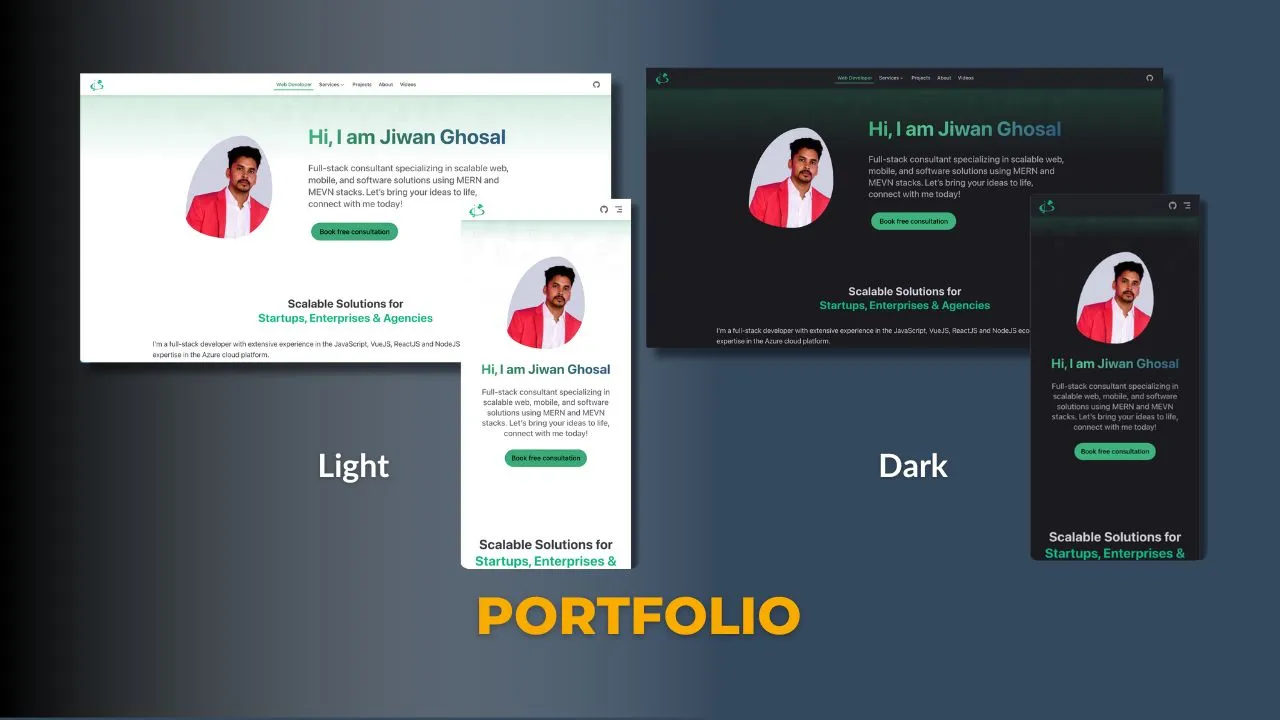 Web Developer Services Projects About Videos
Hi, I am Jiwan Ghosal
Full-stack consultant specializing in scalable web,
mobile, and software solutions using MERN and
MEVN stacks. Let's bring your ideas to life,
connect with me today!
Book free consultation
Scalable Solutions for
Startups, Enterprises & Agencies
I'm a full-stack developer with extensive experience in the JavaScript, VueJS, ReactJS and NodeJS
expertise in the Azure cloud platform.
Hi, I am Jiwan Ghosal
Full-stack consultant specializing in
scalable web, mobile, and software
solutions using MERN and MEVN
stacks. Let's bring your ideas to life,
connect with me today!
Book free consultation
Scalable Solutions for
Startups, Enterprises &
Light
Web Developer Services Projects About Videos
Hi, I am Jiwan Ghosal
Full-stack consultant specializing in scalable web,
mobile, and software solutions using MERN and
MEVN stacks. Let's bring your ideas to life,
connect with me today!
Book free consultation
Scalable Solutions for
Startups, Enterprises & Agencies
I'm a full-stack developer with extensive experience in the JavaScript, VueJS, ReactJS and NodeJS eco
expertise in the Azure cloud platform.
Hi, I am Jiwan Ghosal
Full-stack consultant specializing in
scalable web, mobile, and software
solutions using MERN and MEVN
stacks. Let's bring your ideas to life,
connect with me today!
Book free consultation
Scalable Solutions for
Startups, Enterprises &
Dark
PORTFOLIO